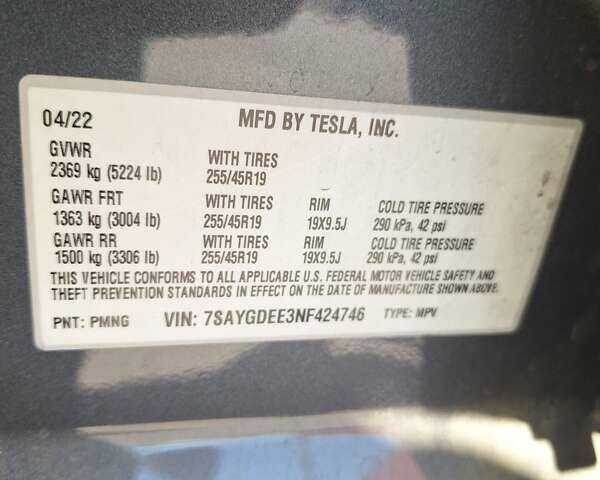 04/22 MFD BY TESLA, INC.
GVWR
2369 kg (5224 lb) WITH TIRES 255/45R19
GAWR FRT WITH TIRES RIM COLD TIRE PRESSURE
1363 kg (3004 lb) 255/45R19 19X9.5J 290 kPa, 42 psi
GAWR RR WITH TIRES RIM COLD TIRE PRESSURE
1500 kg (3306 lb) 255/45R19 19X9.5J 290 kPa, 42 psi
THIS VEHICLE CONFORMS TO ALL APPLICABLE U.S. FEDERAL MOTOR VEHICLE SAFETY AND
THEFT PREVENTION STANDARDS IN EFFECT ON THE DATE OF MANUFACTURE SHOWN ABOVE.
PNT: PMNG VIN: 7SAYGDEE3NF424746 TYPE: MPV